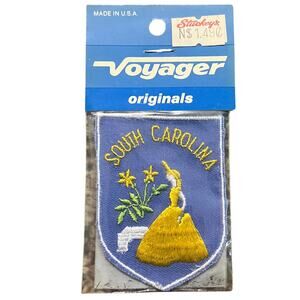 MADE IN U.S.A.
Stuckey's
N$ 1.49¢
Voyager
originals
SOUTH CAROLINA